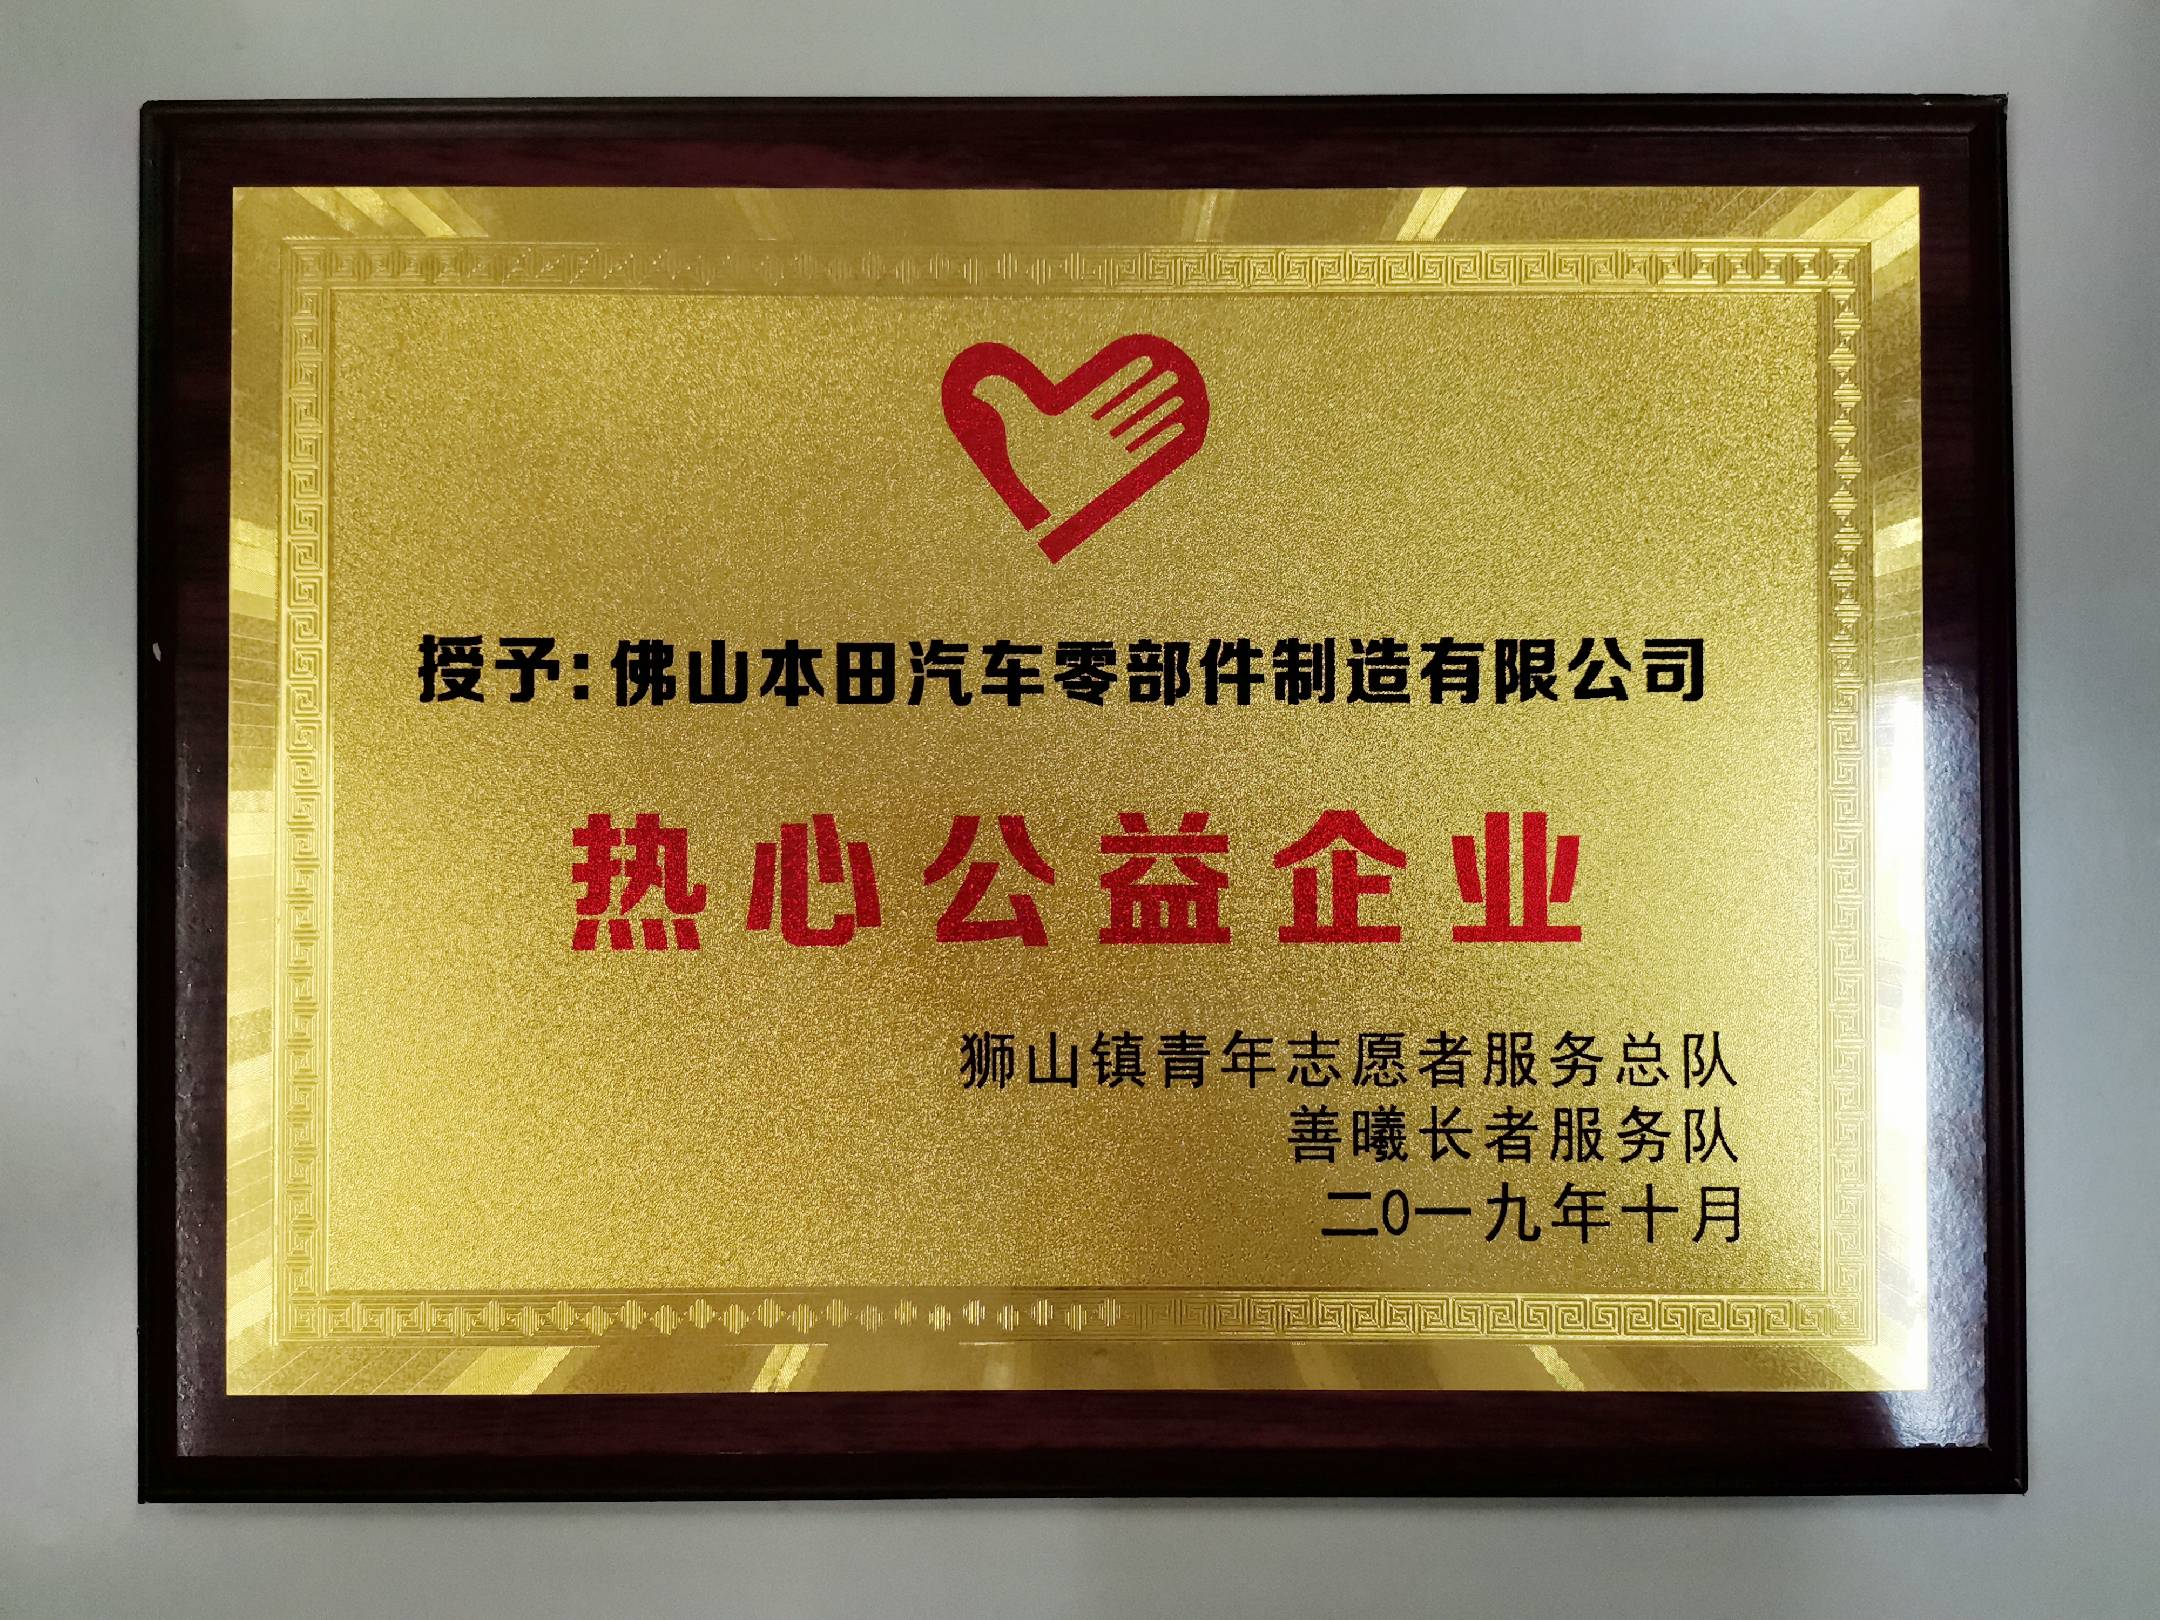 授予:佛山本田汽车零部件制造有限公司
热心公益企业
狮山镇青年志愿者服务总队
善曦长者服务队
二0一九年十月